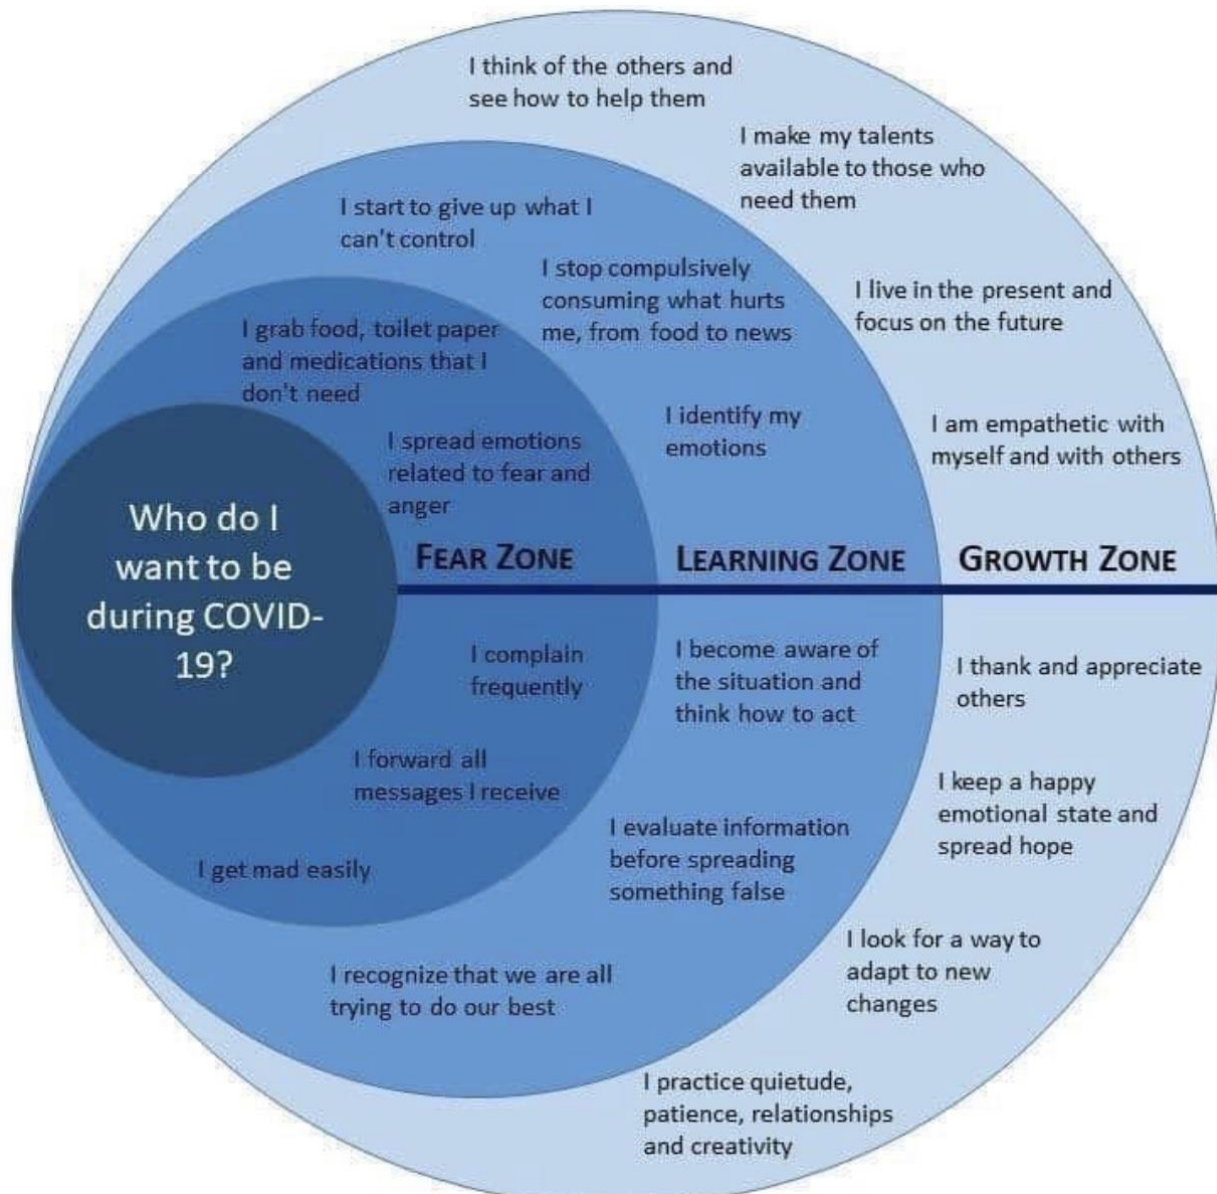 I think of the others and
see how to help them
I make my talents
available to those who
need them
I start to give up what I
can't control
I stop compulsively
consuming what hurts
me, from food to news
I live in the present and
focus on the future
I grab food, toilet paper
and medications that I
don't need
I identify my
emotions
I am empathetic with
myself and with others
I spread emotions
related to fear and
anger
Who do I
want to be
during COVID-
19?
FEAR ZONE
LEARNING ZONE
GROWTH ZONE
I complain
frequently
I become aware of
the situation and
think how to act
I thank and appreciate
others
I forward all
messages I receive
I keep a happy
emotional state and
spread hope
I evaluate information
before spreading
something false
I get mad easily
I look for a way to
adapt to new
changes
I recognize that we are all
trying to do our best
I practice quietude,
patience, relationships
and creativity